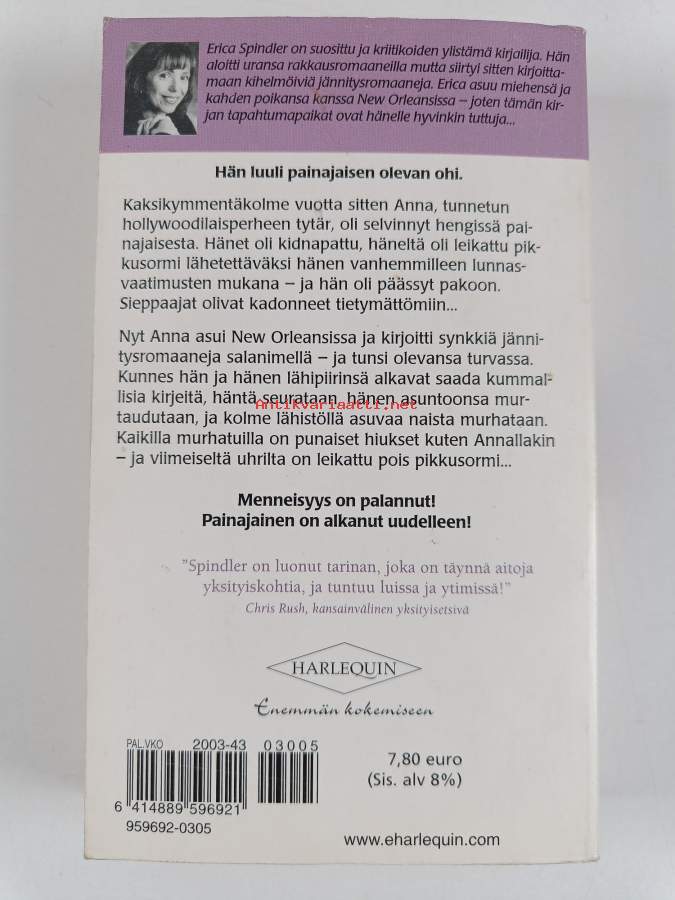 Erica Spindler on suosittu ja kriitikoiden ylistämä kirjailija. Hän
aloitti uransa rakkausromaaneilla mutta siirtyi sitten kirjoitta-
maan kihelmöiviä jännitysromaaneja. Erica asuu miehensä ja
kahden poikansa kanssa New Orleansissa – joten tämän kir-
jan tapahtumapaikat ovat hänelle hyvinkin tuttuja...
Hän luuli painajaisen olevan ohi.
Kaksikymmentäkolme vuotta sitten Anna, tunnetun
hollywoodilaisperheen tytär, oli selvinnyt hengissä pai-
najaisesta. Hänet oli kidnapattu, häneltä oli leikattu pik-
kusormi lähetettäväksi hänen vanhemmilleen lunnas-
vaatimusten mukana – ja hän oli päässyt pakoon.
Sieppaajat olivat kadonneet tietymättömiin...
Nyt Anna asui New Orleansissa ja kirjoitti synkkiä jänni-
tysromaaneja salanimellä – ja tunsi olevansa turvassa.
Kunnes hän ja hänen lähipiirinsä alkavat saada kummal-
lisia kirjeitä, häntä seurataan, hänen asuntoonsa mur-
Antikvariaatti.net
taudutaan, ja kolme lähistöllä asuvaa naista murhataan.
Kaikilla murhatuilla on punaiset hiukset kuten Annallakin
– ja viimeiseltä uhrilta on leikattu pois pikkusormi...
Menneisyys on palannut!
Painajainen on alkanut uudelleen!
"Spindler on luonut tarinan, joka on täynnä aitoja
yksityiskohtia, ja tuntuu luissa ja ytimissä!"
Chris Rush, kansainvälinen yksityisetsivä
HARLEQUIN
Enemmän kokemiseen
PAL.VKO 2003-43 03005
6 414889 596921
959692-0305
7,80 euro
(Sis. alv 8%)
www.eharlequin.com